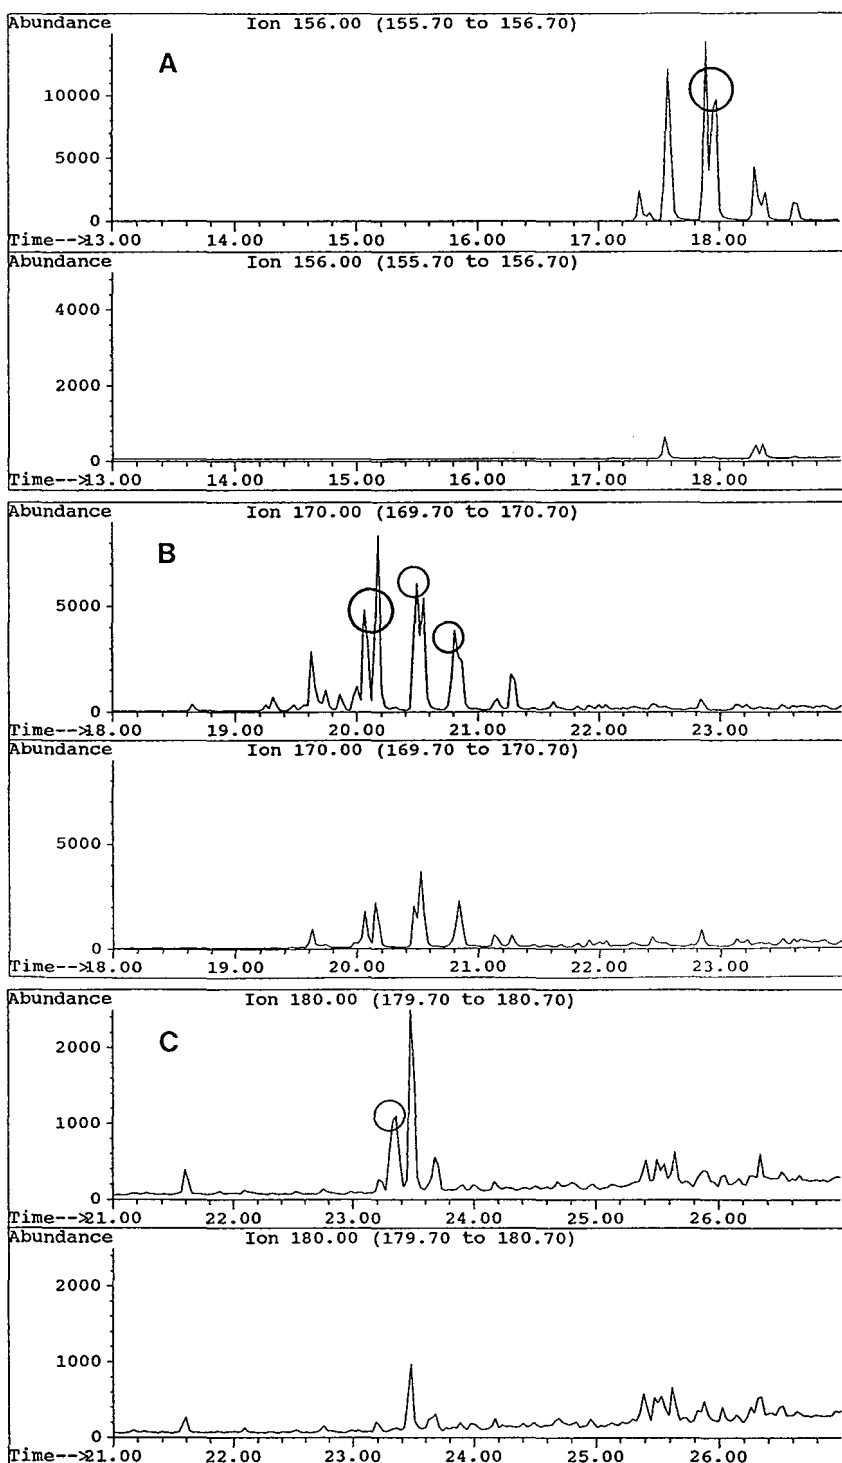 Abundance Ion 156.00 (155.70 to 156.70)
A
10000
5000
0
Time-->13.00 14.00 15.00 16.00 17.00 18.00
Abundance Ion 156.00 (155.70 to 156.70)
4000
2000
0
Time-->13.00 14.00 15.00 16.00 17.00 18.00
Abundance Ion 170.00 (169.70 to 170.70)
B
5000
0
Time-->18.00 19.00 20.00 21.00 22.00 23.00
Abundance Ion 170.00 (169.70 to 170.70)
5000
0
Time-->18.00 19.00 20.00 21.00 22.00 23.00
Abundance Ion 180.00 (179.70 to 180.70)
C
2000
1000
0
Time-->21.00 22.00 23.00 24.00 25.00 26.00
Abundance Ion 180.00 (179.70 to 180.70)
2000
1000
0
Time-->21.00 22.00 23.00 24.00 25.00 26.00